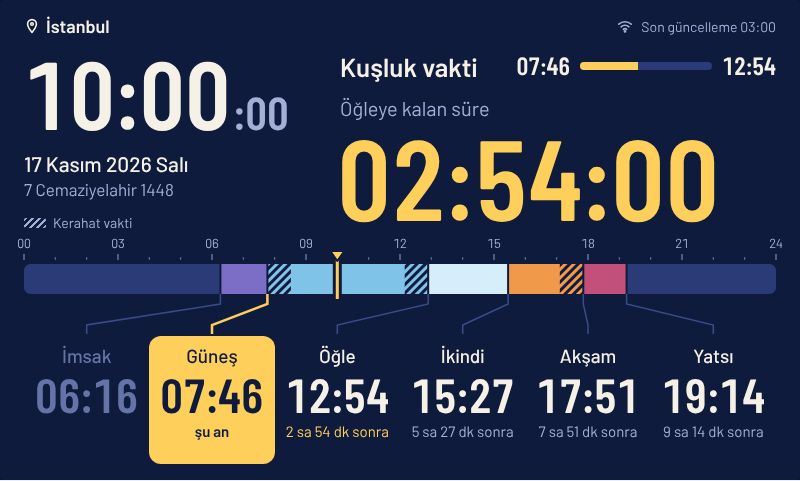 İstanbul
Son güncelleme 03:00
10:00:00
Kuşluk vakti 07:46 12:54
Öğleye kalan süre
02:54:00
17 Kasım 2026 Salı
7 Cemaziyelahir 1448
Kerahat vakti
00 03 06 09 12 15 18 21 24
İmsak Güneş Öğle İkindi Akşam Yatsı
06:16 07:46 12:54 15:27 17:51 19:14
şu an 2 sa 54 dk sonra 5 sa 27 dk sonra 7 sa 51 dk sonra 9 sa 14 dk sonra